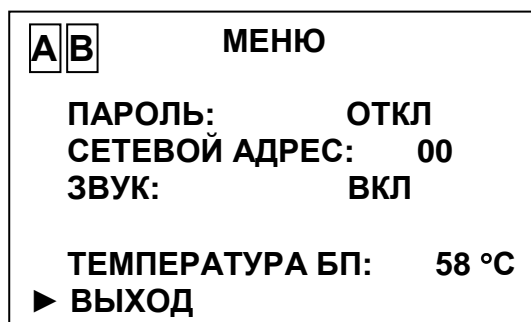 A B МЕНЮ
ПАРОЛЬ: ОТКЛ
СЕТЕВОЙ АДРЕС: 00
ЗВУК: ВКЛ
ТЕМПЕРАТУРА БП: 58 °C
► ВЫХОД